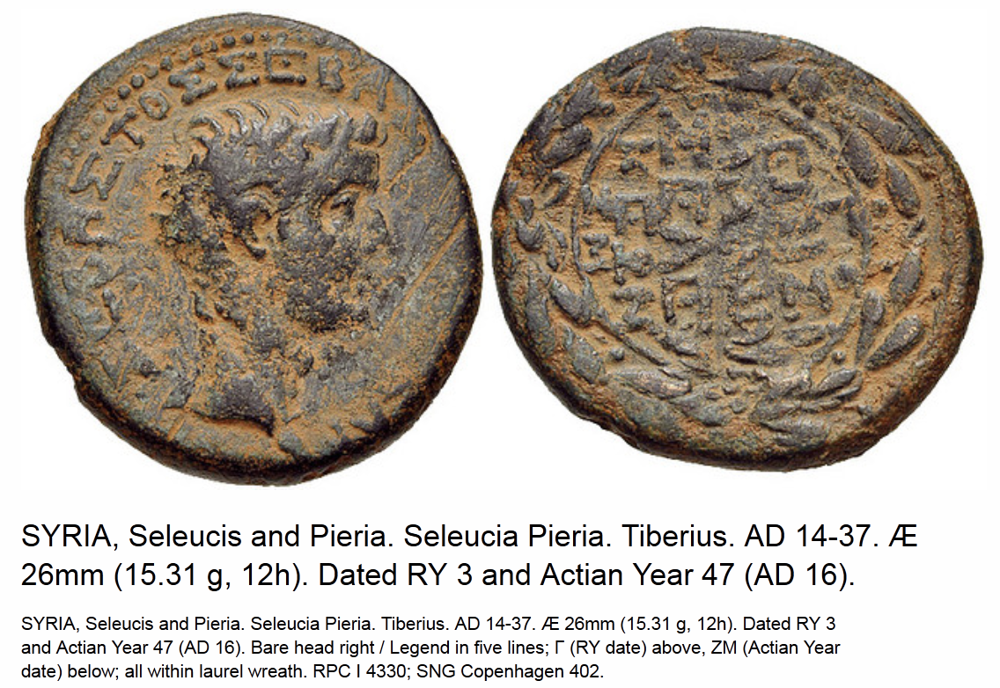 ΣΤΟΣΣΕΒΑ
SYRIA, Seleucis and Pieria. Seleucia Pieria. Tiberius. AD 14-37. Æ
26mm (15.31 g, 12h). Dated RY 3 and Actian Year 47 (AD 16).
SYRIA, Seleucis and Pieria. Seleucia Pieria. Tiberius. AD 14-37. Æ 26mm (15.31 g, 12h). Dated RY 3
and Actian Year 47 (AD 16). Bare head right / Legend in five lines; Γ (RY date) above, ZM (Actian Year
date) below; all within laurel wreath. RPC I 4330; SNG Copenhagen 402.